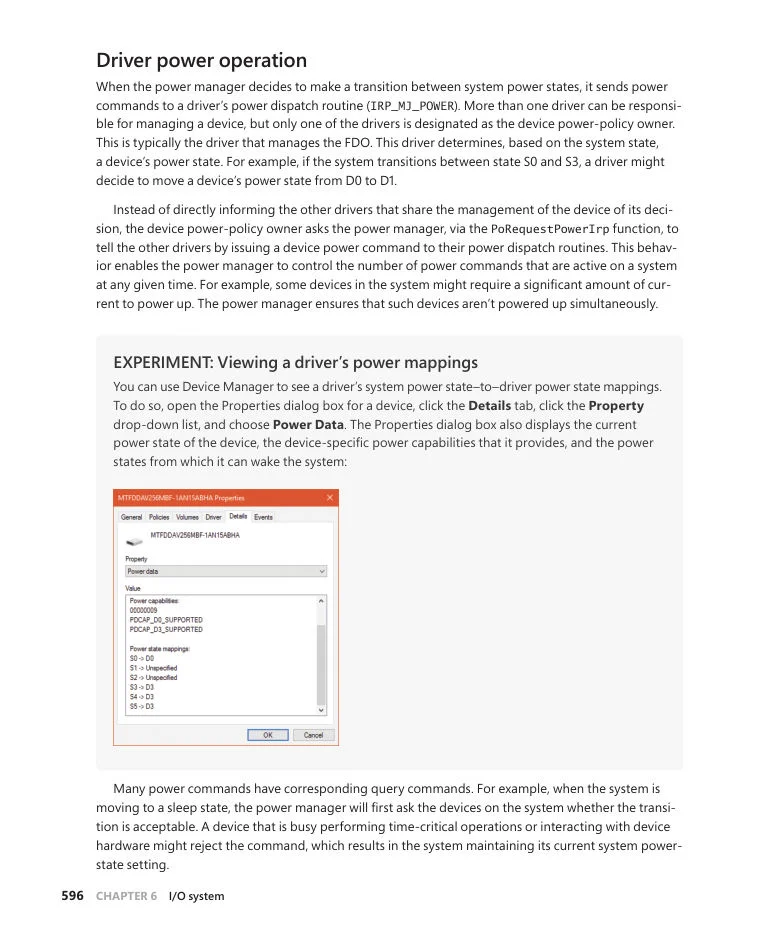 Driver power operation
When the power manager decides to make a transition between system power states, it sends power
commands to a driver’s power dispatch routine (IRP_MJ_POWER). More than one driver can be responsi-
ble for managing a device, but only one of the drivers is designated as the device power-policy owner.
This is typically the driver that manages the FDO. This driver determines, based on the system state,
a device’s power state. For example, if the system transitions between state S0 and S3, a driver might
decide to move a device’s power state from D0 to D1.
Instead of directly informing the other drivers that share the management of the device of its deci-
sion, the device power-policy owner asks the power manager, via the PoRequestPowerIrp function, to
tell the other drivers by issuing a device power command to their power dispatch routines. This behav-
ior enables the power manager to control the number of power commands that are active on a system
at any given time. For example, some devices in the system might require a significant amount of cur-
rent to power up. The power manager ensures that such devices aren’t powered up simultaneously.
EXPERIMENT: Viewing a driver’s power mappings
You can use Device Manager to see a driver’s system power state–to–driver power state mappings.
To do so, open the Properties dialog box for a device, click the Details tab, click the Property
drop-down list, and choose Power Data. The Properties dialog box also displays the current
power state of the device, the device-specific power capabilities that it provides, and the power
states from which it can wake the system:
MTFDDAV256MBF-1AN15ABHA Properties
General Policies Volumes Driver Details Events
MTFDDAV256MBF-1AN15ABHA
Property
Power data
Value
Power capabilities:
00000009
PDCAP_D0_SUPPORTED
PDCAP_D3_SUPPORTED
Power state mappings:
S0 -> D0
S1 -> Unspecified
S2 -> Unspecified
S3 -> D3
S4 -> D3
S5 -> D3
OK Cancel
Many power commands have corresponding query commands. For example, when the system is
moving to a sleep state, the power manager will first ask the devices on the system whether the transi-
tion is acceptable. A device that is busy performing time-critical operations or interacting with device
hardware might reject the command, which results in the system maintaining its current system power-
state setting.
596 CHAPTER 6 I/O system